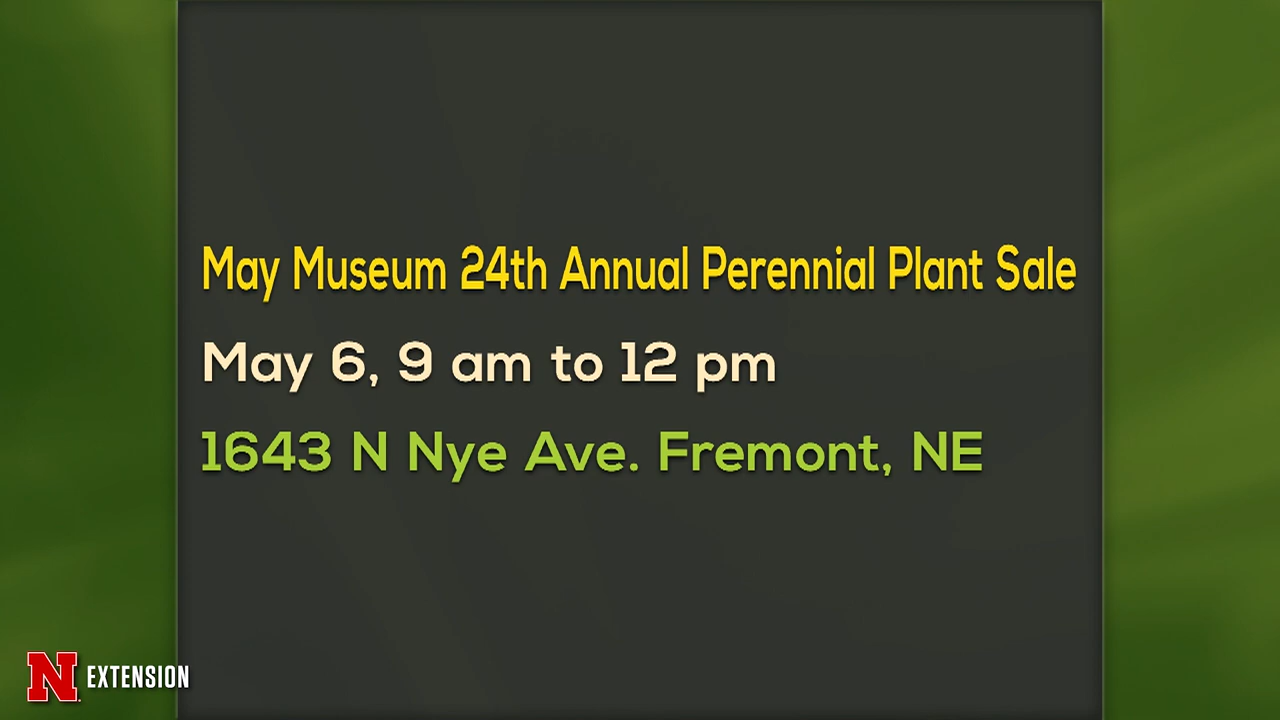 May Museum 24th Annual Perennial Plant Sale
May 6, 9 am to 12 pm
1643 N Nye Ave. Fremont, NE
N EXTENSION